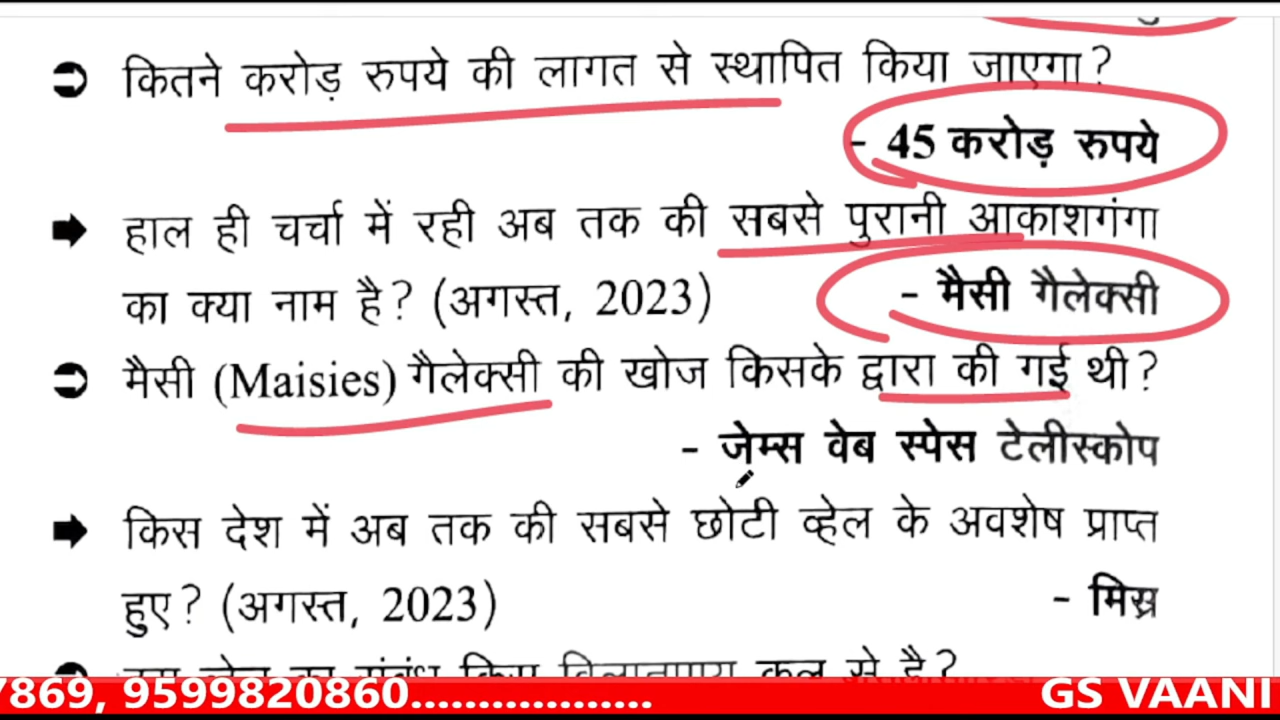 कितने करोड़ रुपये की लागत से स्थापित किया जाएगा?
- 45 करोड़ रुपये
हाल ही चर्चा में रही अब तक की सबसे पुरानी आकाशगंगा
का क्या नाम है? (अगस्त, 2023) - मैसी गैलेक्सी
मैसी (Maisies) गैलेक्सी की खोज किसके द्वारा की गई थी?
- जेम्स वेब स्पेस टेलीस्कोप
किस देश में अब तक की सबसे छोटी व्हेल के अवशेष प्राप्त
हुए? (अगस्त, 2023) - मिस्र
7869, 9599820860.................. GS VAANI